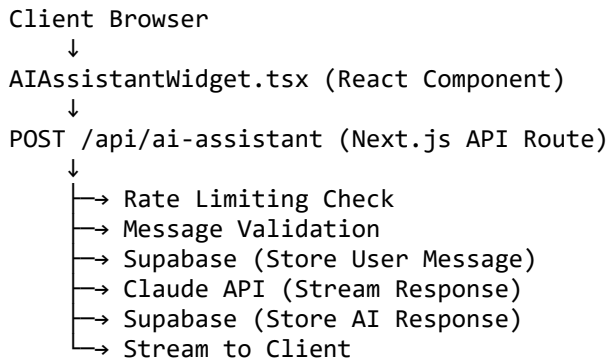 Client Browser
↓
AIAssistantWidget.tsx (React Component)
↓
POST /api/ai-assistant (Next.js API Route)
↓
├─→ Rate Limiting Check
├─→ Message Validation
├─→ Supabase (Store User Message)
├─→ Claude API (Stream Response)
├─→ Supabase (Store AI Response)
└─→ Stream to Client